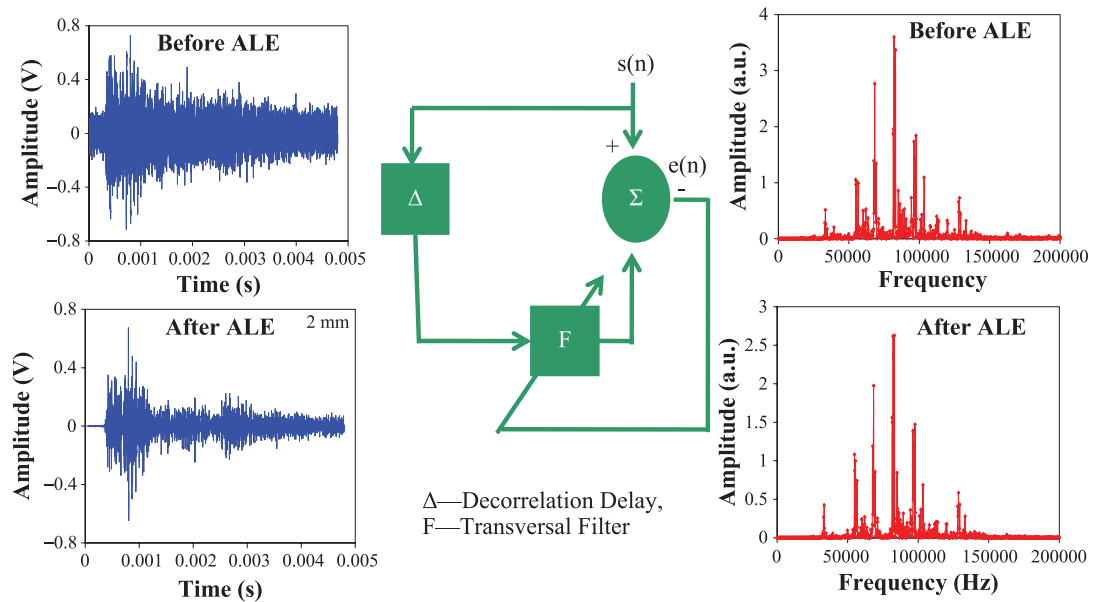 Before ALE
Amplitude (V)
0.8
0.4
0
−0.4
−0.8
0 0.001 0.002 0.003 0.004 0.005
Time (s)
After ALE
2 mm
Amplitude (V)
0.8
0.4
0
−0.4
−0.8
0 0.001 0.002 0.003 0.004 0.005
Time (s)
s(n)
+
e(n)
-
Δ
Σ
F
Δ—Decorrelation Delay,
F—Transversal Filter
Before ALE
Amplitude (a.u.)
4
3
2
1
0
0 50000 100000 150000 200000
Frequency
After ALE
Amplitude (a.u.)
3
2.5
2
1.5
1
0.5
0
0 50000 100000 150000 200000
Frequency (Hz)